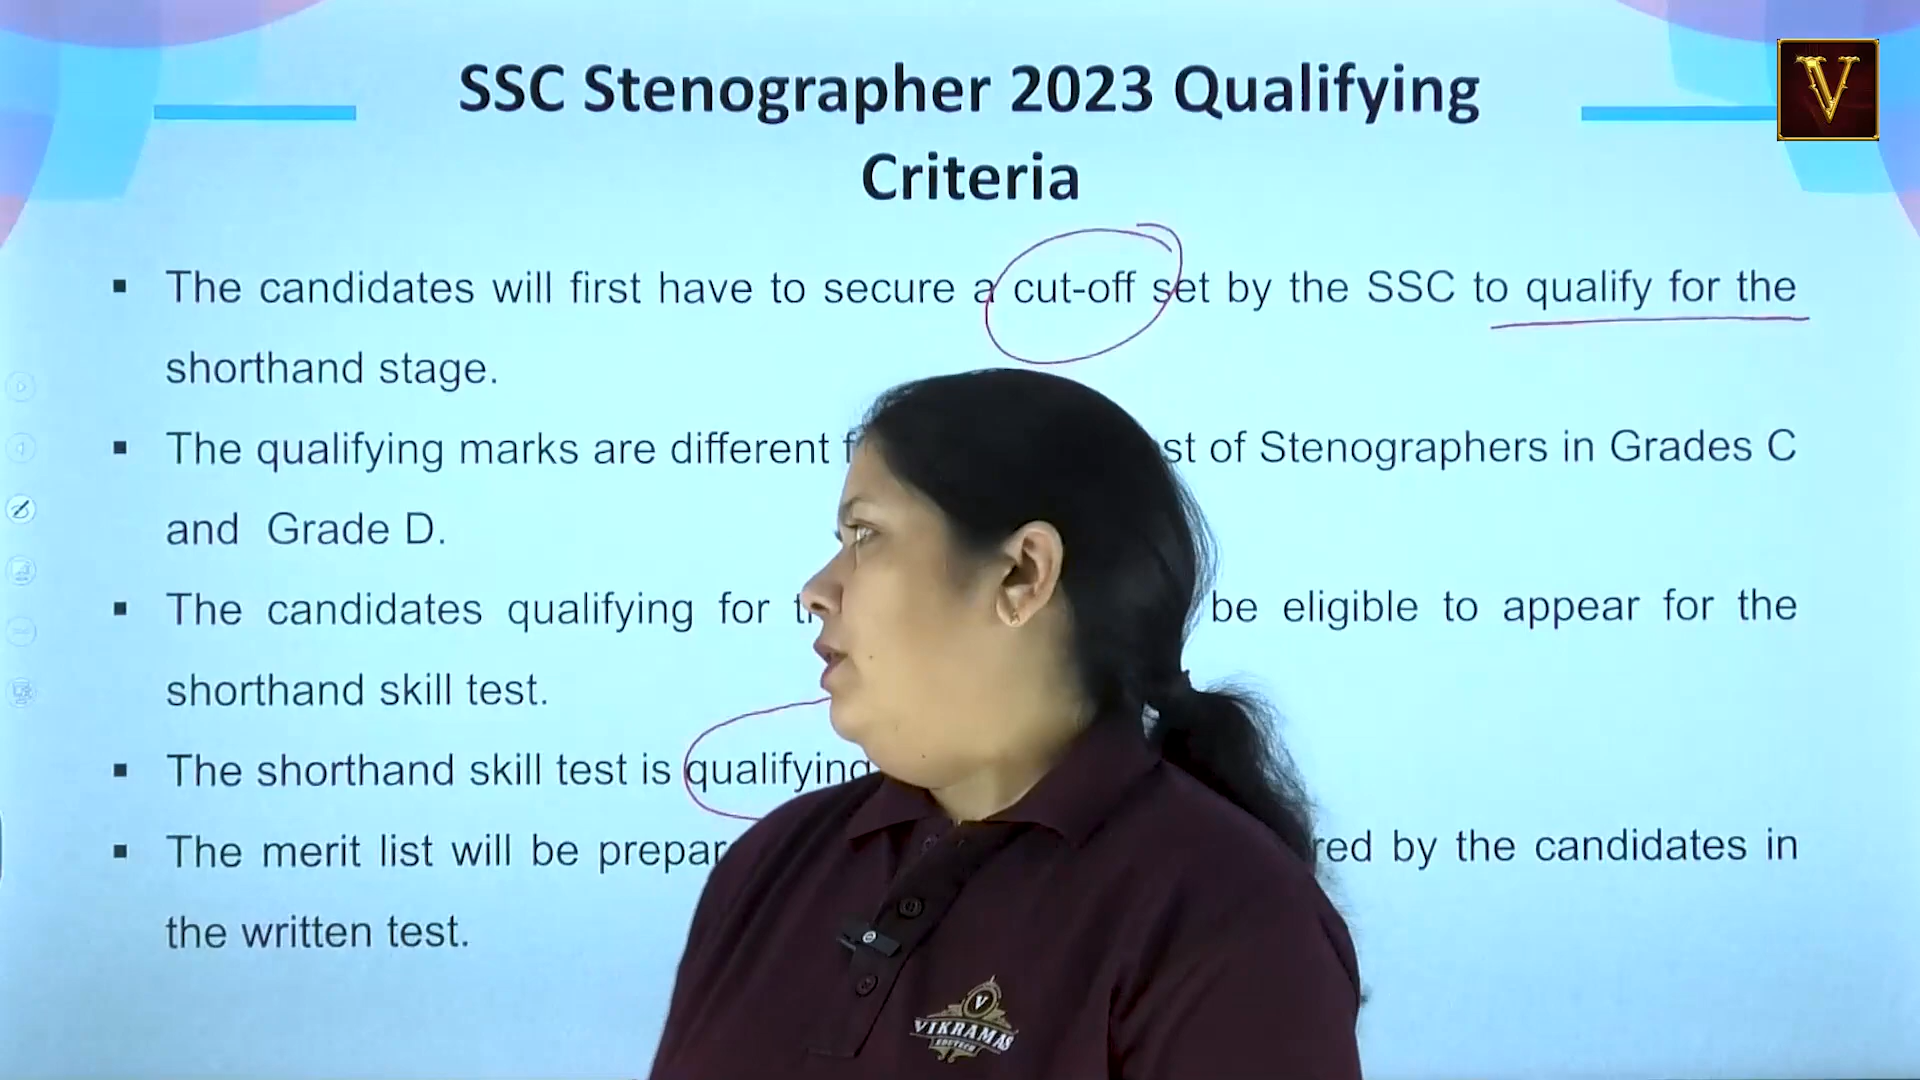 SSC Stenographer 2023 Qualifying
Criteria
▪ The candidates will first have to secure a cut-off set by the SSC to qualify for the
shorthand stage.
▪ The qualifying marks are different st of Stenographers in Grades C
and Grade D.
▪ The candidates qualifying for be eligible to appear for the
shorthand skill test.
▪ The shorthand skill test is qualifying
▪ The merit list will be prepar red by the candidates in
the written test.
V
V
VIKRAMAS
EDUTECH